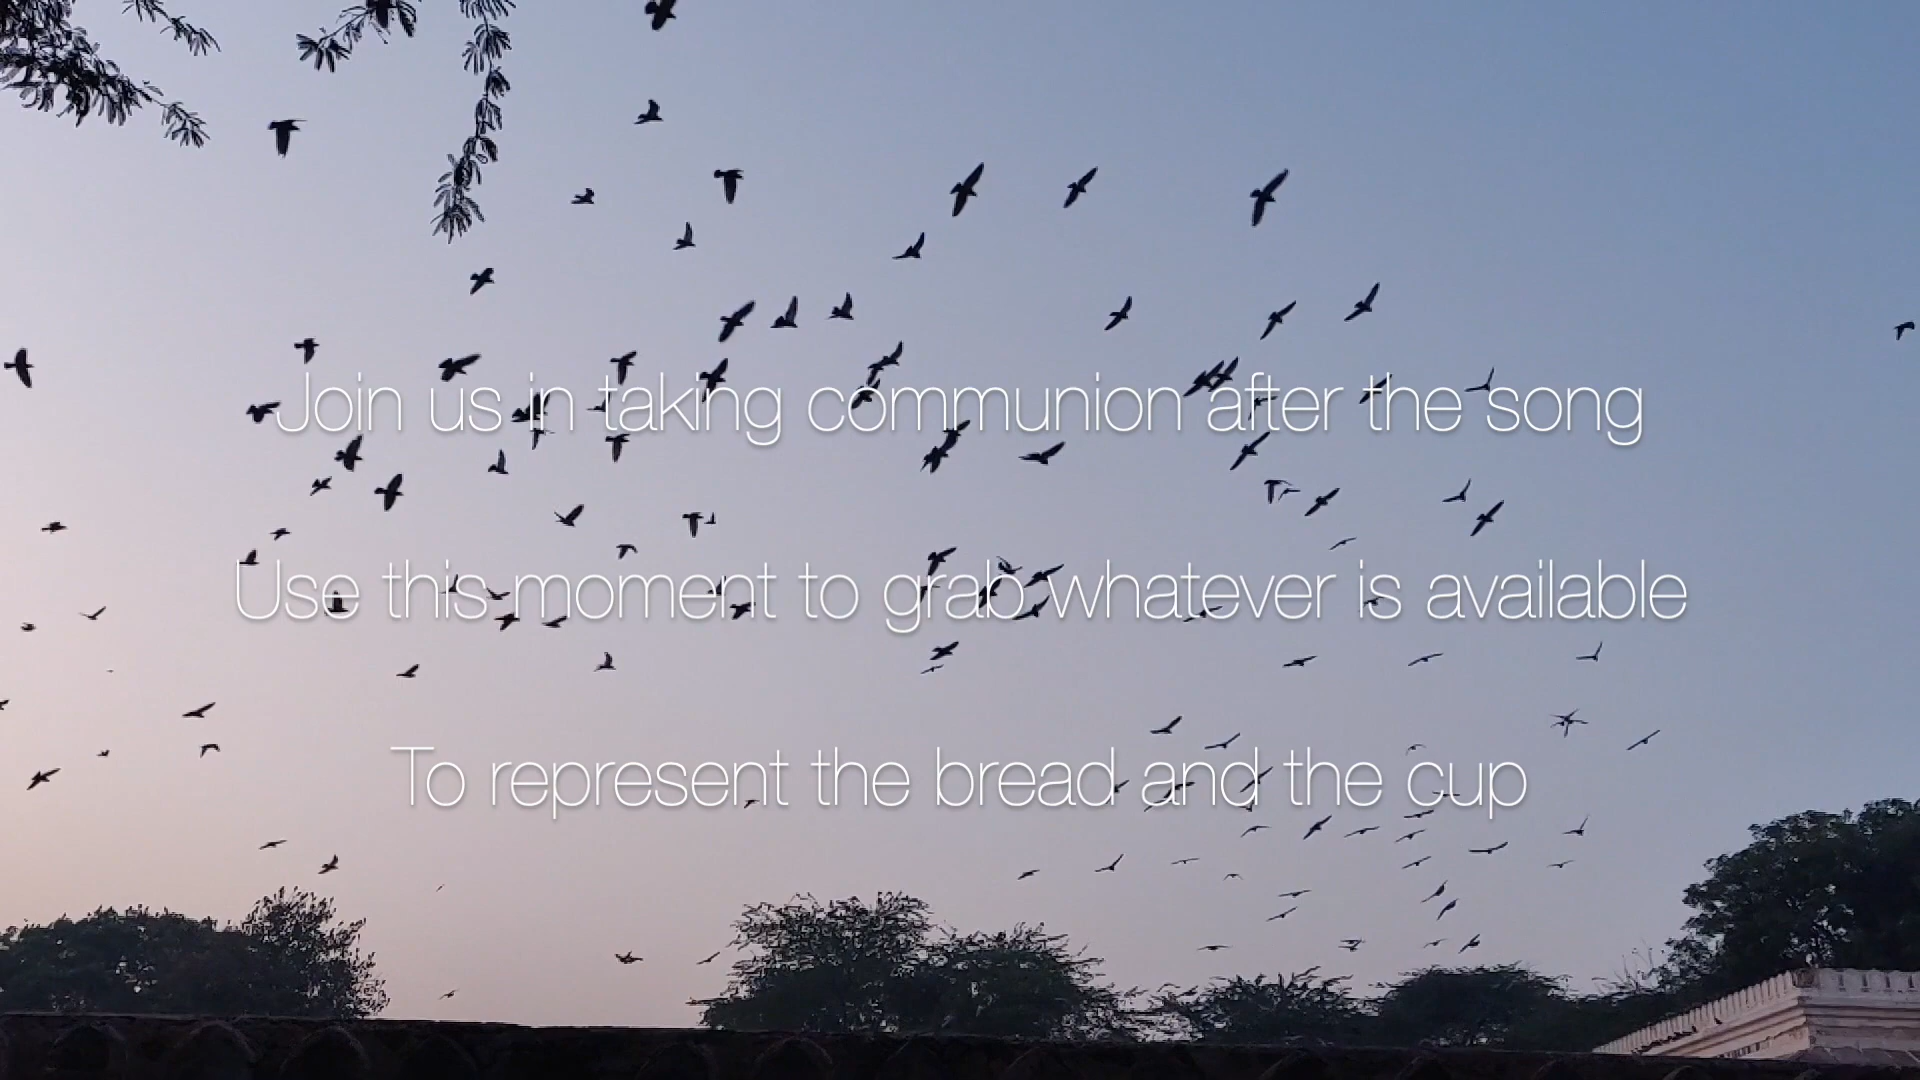 Join us in taking communion after the song
Use this moment to grab whatever is available
To represent the bread and the cup